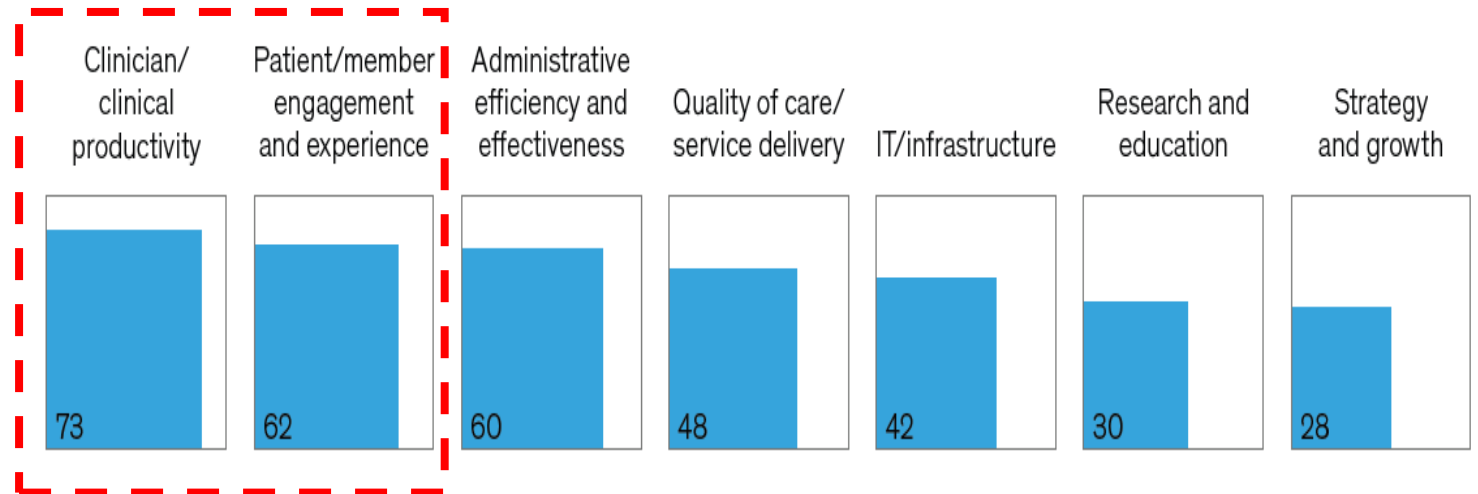 Clinician/
clinical
productivity
Patient/member
engagement
and experience
Administrative
efficiency and
effectiveness
Quality of care/
service delivery
IT/infrastructure
Research and
education
Strategy
and growth
73
62
60
48
42
30
28